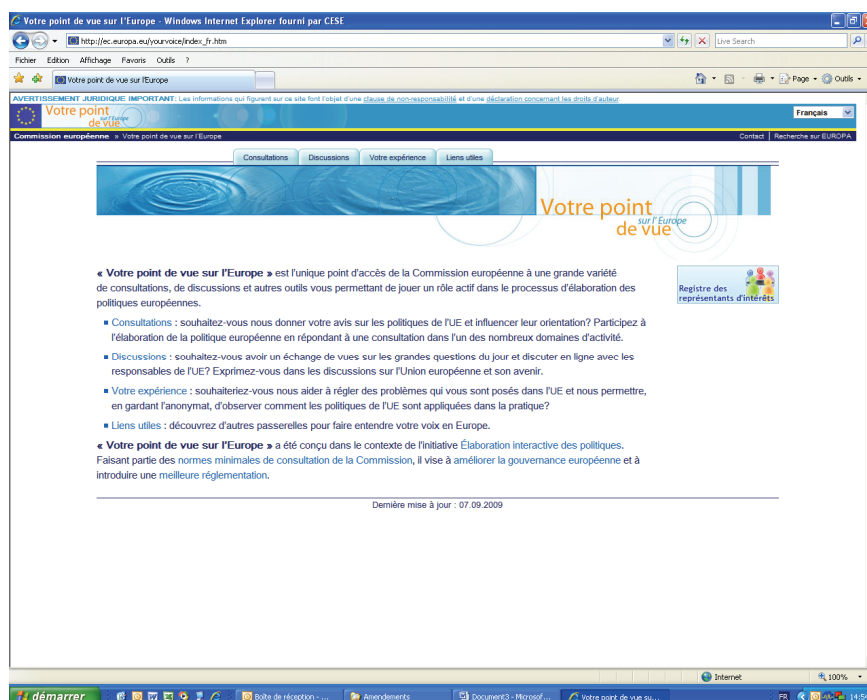 Votre point de vue sur l'Europe - Windows Internet Explorer fourni par CESE
http://ec.europa.eu/yourvoice/index_fr.htm
Live Search
Fichier Edition Affichage Favoris Outils ?
Votre point de vue sur l'Europe
Page Outils
AVERTISSEMENT JURIDIQUE IMPORTANT: Les informations qui figurent sur ce site font l'objet d'une clause de non-responsabilité et d'une déclaration concernant les droits d'auteur.
Votre point
sur l'Europe
de vue
Français
Commission européenne » Votre point de vue sur l'Europe
Contact | Recherche sur EUROPA
Consultations Discussions Votre expérience Liens utiles
Votre point
sur l'Europe
de vue
« Votre point de vue sur l'Europe » est l'unique point d'accès de la Commission européenne à une grande variété
de consultations, de discussions et autres outils vous permettant de jouer un rôle actif dans le processus d'élaboration des
politiques européennes.
Registre des
représentants d'intérêts
Consultations : souhaitez-vous nous donner votre avis sur les politiques de l'UE et influencer leur orientation? Participez à
l'élaboration de la politique européenne en répondant à une consultation dans l'un des nombreux domaines d'activité.
Discussions : souhaitez-vous avoir un échange de vues sur les grandes questions du jour et discuter en ligne avec les
responsables de l'UE? Exprimez-vous dans les discussions sur l'Union européenne et son avenir.
Votre expérience : souhaiteriez-vous nous aider à régler des problèmes qui vous sont posés dans l'UE et nous permettre,
en gardant l'anonymat, d'observer comment les politiques de l'UE sont appliquées dans la pratique?
Liens utiles : découvrez d'autres passerelles pour faire entendre votre voix en Europe.
« Votre point de vue sur l'Europe » a été conçu dans le contexte de l'initiative Élaboration interactive des politiques.
Faisant partie des normes minimales de consultation de la Commission, il vise à améliorer la gouvernance européenne et à
introduire une meilleure réglementation.
Dernière mise à jour : 07.09.2009
Internet
100%
démarrer
Boîte de réception - ...
Amendements
Document3 - Microsof...
Votre point de vue su...
FR